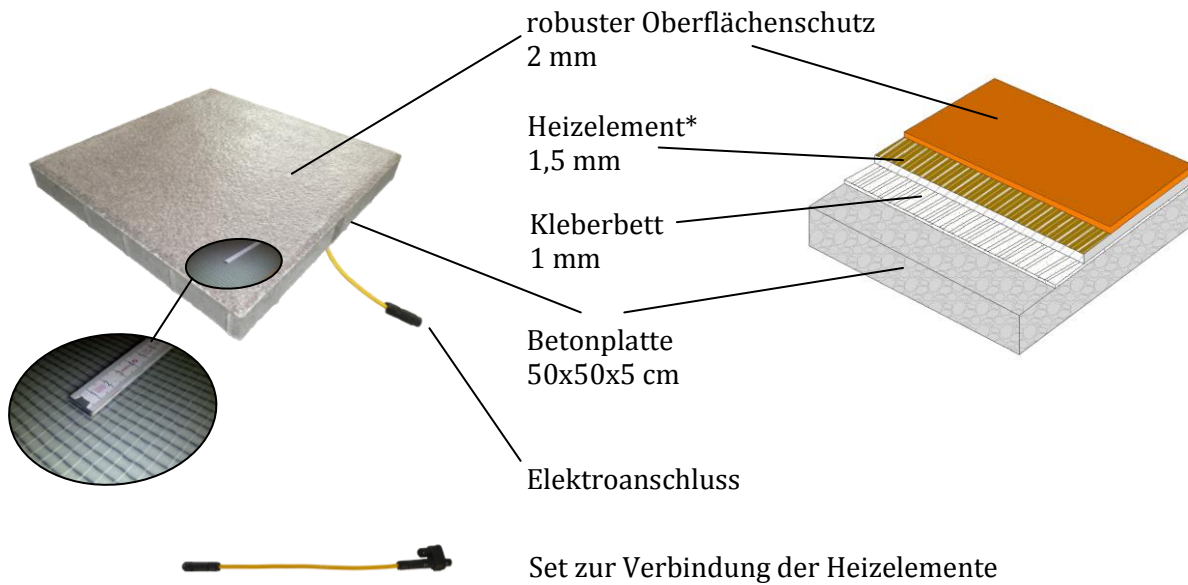 robuster Oberflächenschutz
2 mm
Heizelement*
1,5 mm
Kleberbett
1 mm
Betonplatte
50x50x5 cm
Elektroanschluss
Set zur Verbindung der Heizelemente